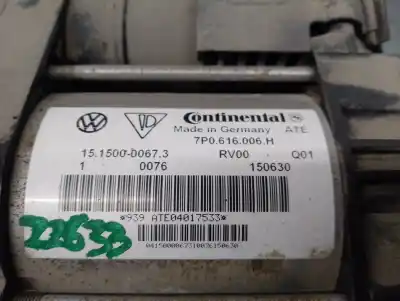 Continental
Made in Germany ATE
7P0.616.006.H
15.1500-0067.3 RV00 Q01
1 0076 150630
*939 ATE04017533*
22633